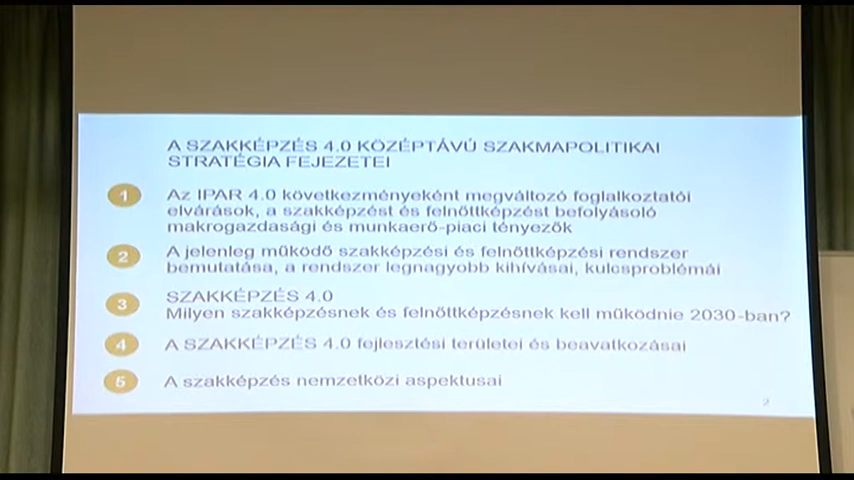 A SZAKKÉPZÉS 4.0 KÖZÉPTÁVÚ SZAKMAPOLITIKAI
STRATÉGIA FEJEZETEI
1 Az IPAR 4.0 következményeként megváltozó foglalkoztatói
elvárások, a szakképzést és felnőttképzést befolyásoló
makrogazdasági és munkaerő-piaci tényezők
2 A jelenleg működő szakképzési és felnőttképzési rendszer
bemutatása, a rendszer legnagyobb kihívásai, kulcsproblémái
3 SZAKKÉPZÉS 4.0
Milyen szakképzésnek és felnőttképzésnek kell működnie 2030-ban?
4 A SZAKKÉPZÉS 4.0 fejlesztési területei és beavatkozásai
5 A szakképzés nemzetközi aspektusai
2